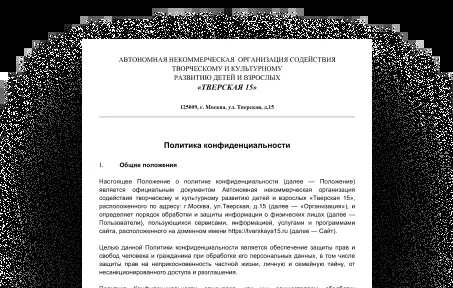 АВТОНОМНАЯ НЕКОММЕРЧЕСКАЯ ОРГАНИЗАЦИЯ СОДЕЙСТВИЯ
ТВОРЧЕСКОМУ И КУЛЬТУРНОМУ
РАЗВИТИЮ ДЕТЕЙ И ВЗРОСЛЫХ
«ТВЕРСКАЯ 15»
125009, г. Москва, ул. Тверская, д.15
Политика конфиденциальности
I. Общие положения
Настоящее Положение о политике конфиденциальности (далее — Положение)
является официальным документом Автономная некоммерческая организация
содействия творческому и культурному развитию детей и взрослых «Тверская 15»,
расположенного по адресу: г.Москва, ул.Тверская, д.15 (далее — «Организация»), и
определяет порядок обработки и защиты информации о физических лицах (далее —
Пользователи), пользующихся сервисами, информацией, услугами и программами
сайта, расположенного на доменном имени https://tverskaya15.ru (далее — Сайт).
Целью данной Политики конфиденциальности является обеспечение защиты прав и
свобод человека и гражданина при обработке его персональных данных, в том числе
защиты прав на неприкосновенность частной жизни, личную и семейную тайну, от
несанкционированного доступа и разглашения.